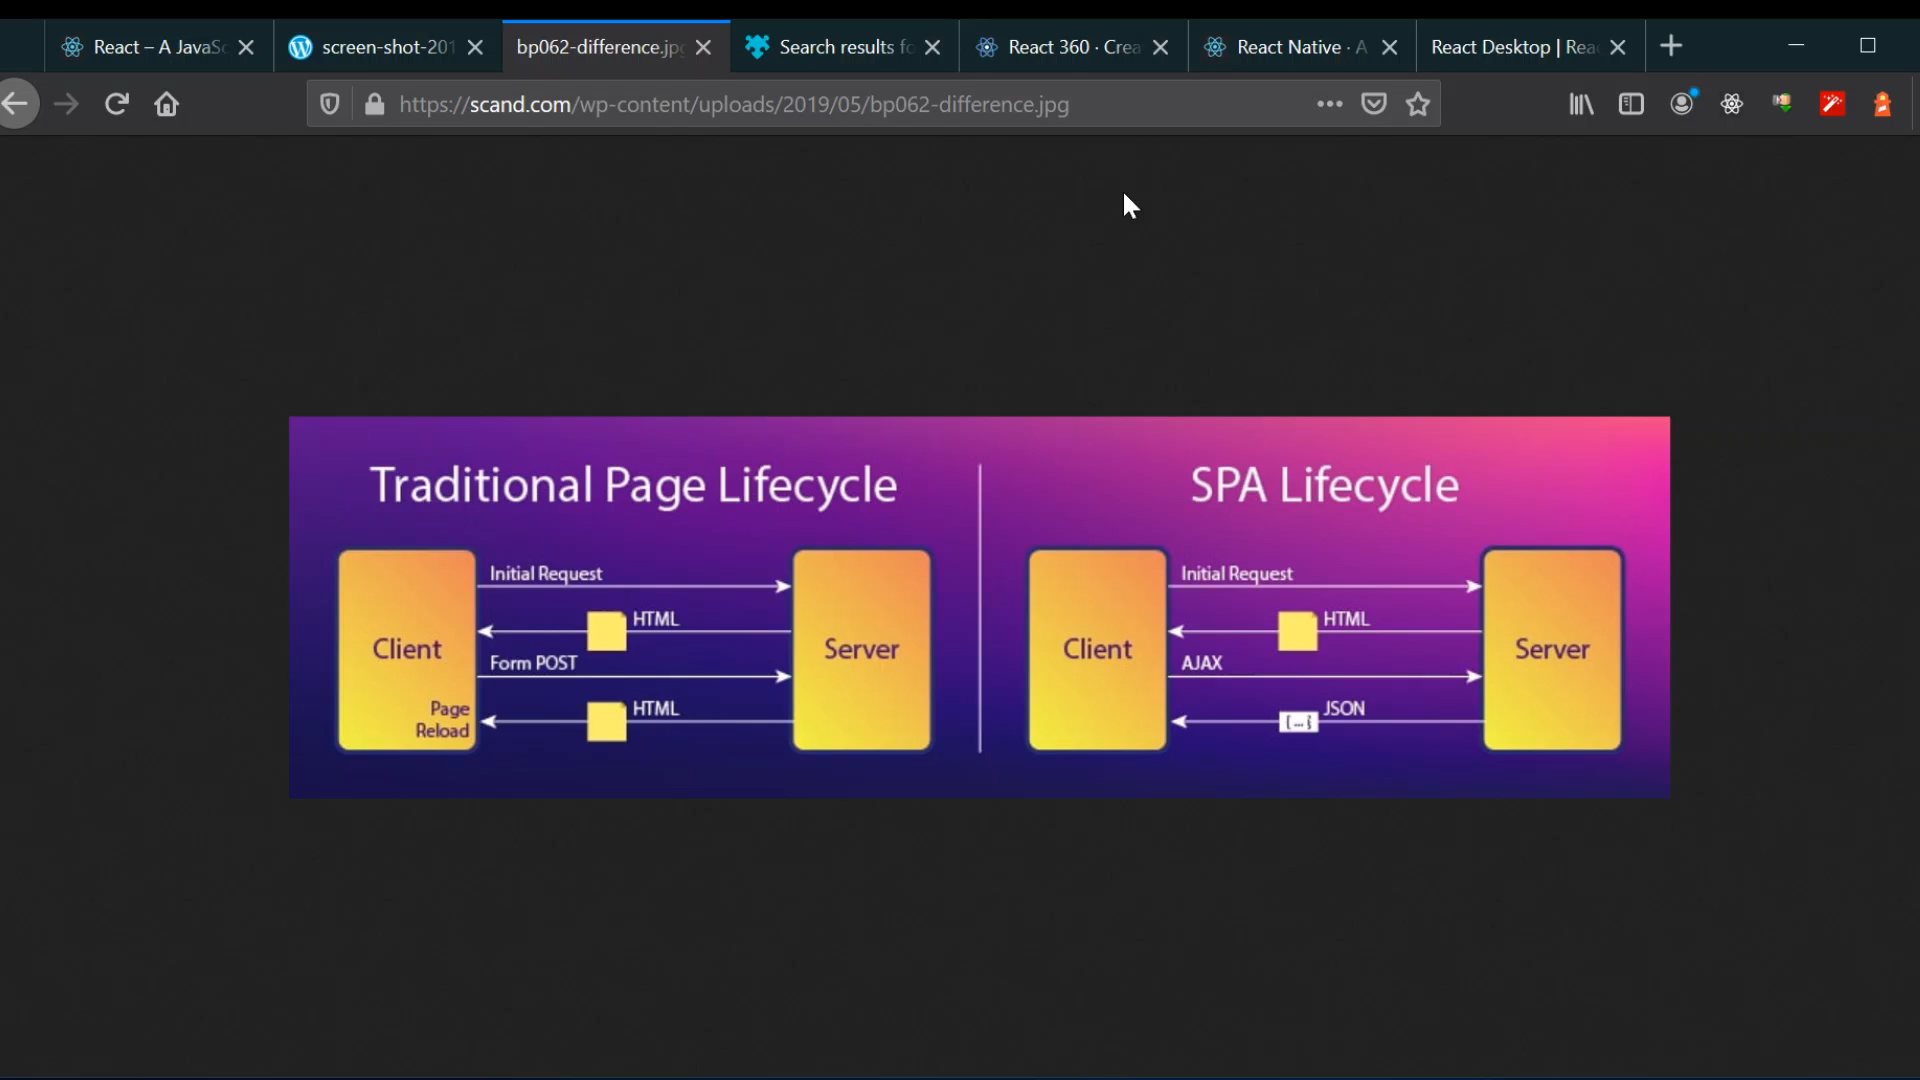 React – A JavaSc
screen-shot-201
bp062-difference.jp
Search results fo
React 360 · Crea
React Native · A
React Desktop | Rea
https://scand.com/wp-content/uploads/2019/05/bp062-difference.jpg
Traditional Page Lifecycle
Client
Initial Request
HTML
Form POST
HTML
Page
Reload
Server
SPA Lifecycle
Client
Initial Request
HTML
AJAX
JSON
{...}
Server